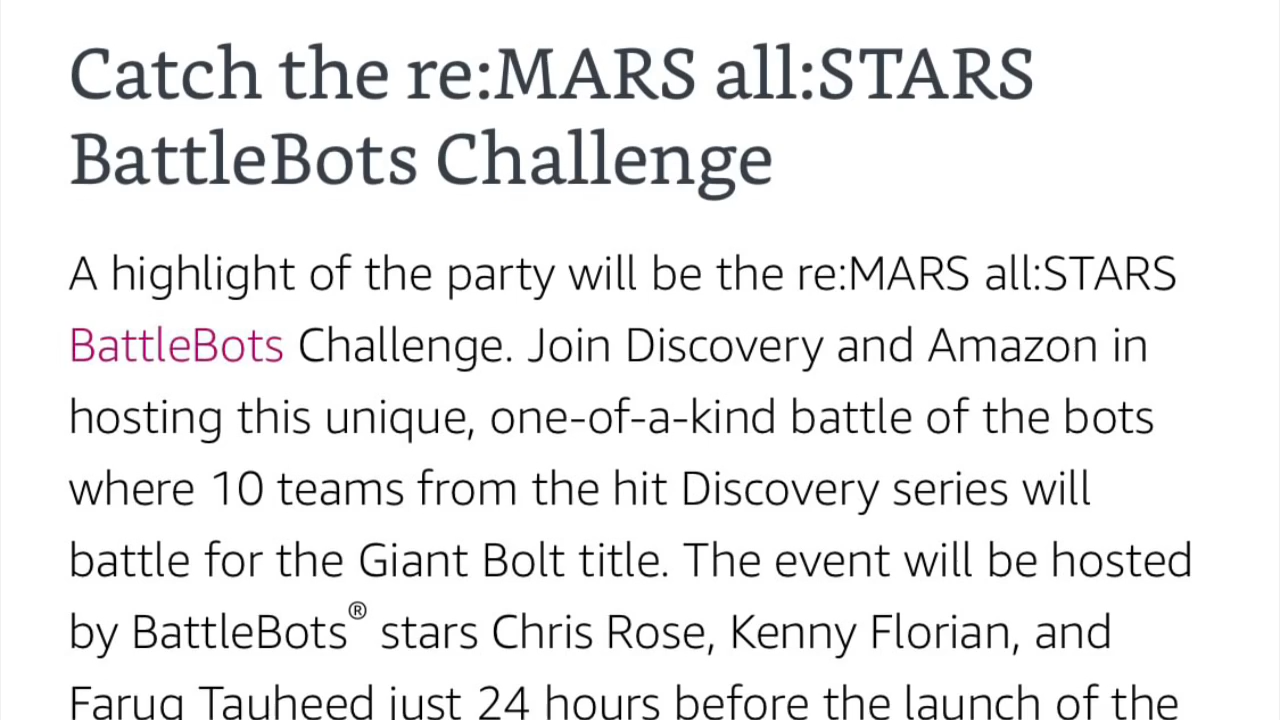 Catch the re:MARS all:STARS
BattleBots Challenge
A highlight of the party will be the re:MARS all:STARS
BattleBots Challenge. Join Discovery and Amazon in
hosting this unique, one-of-a-kind battle of the bots
where 10 teams from the hit Discovery series will
battle for the Giant Bolt title. The event will be hosted
by BattleBots® stars Chris Rose, Kenny Florian, and
Faruq Tauheed just 24 hours before the launch of the